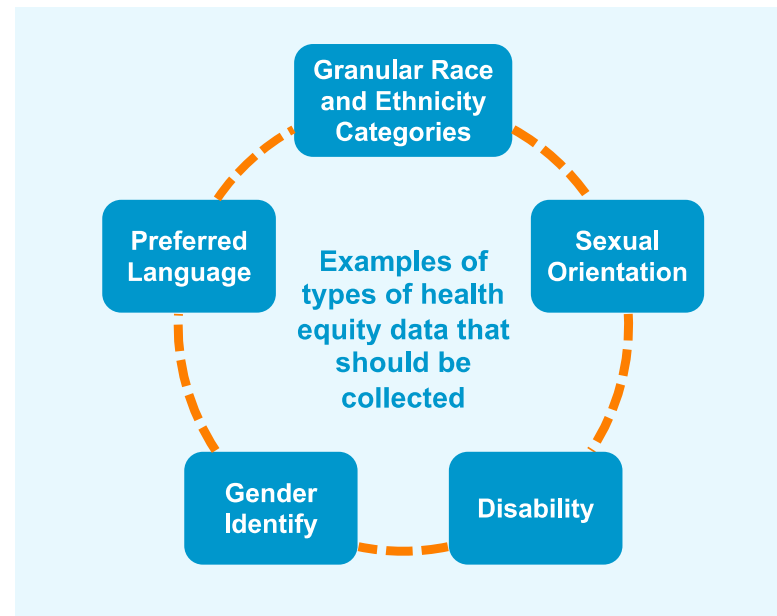 Granular Race
and Ethnicity
Categories
Preferred
Language
Sexual
Orientation
Examples of
types of health
equity data that
should be
collected
Gender
Identify
Disability